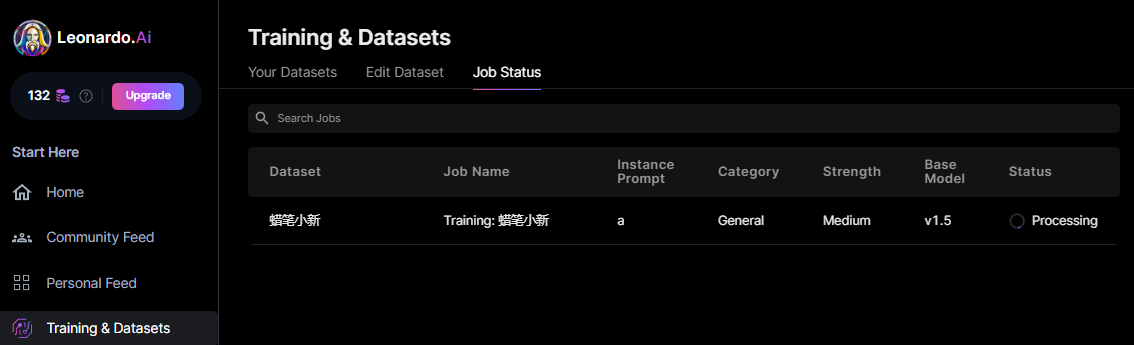 Leonardo.Ai
132
Upgrade
Start Here
Home
Community Feed
Personal Feed
Training & Datasets
Training & Datasets
Your Datasets Edit Dataset Job Status
Search Jobs
Dataset Job Name Instance Prompt Category Strength Base Model Status
蜡笔小新 Training: 蜡笔小新 a General Medium v1.5 Processing